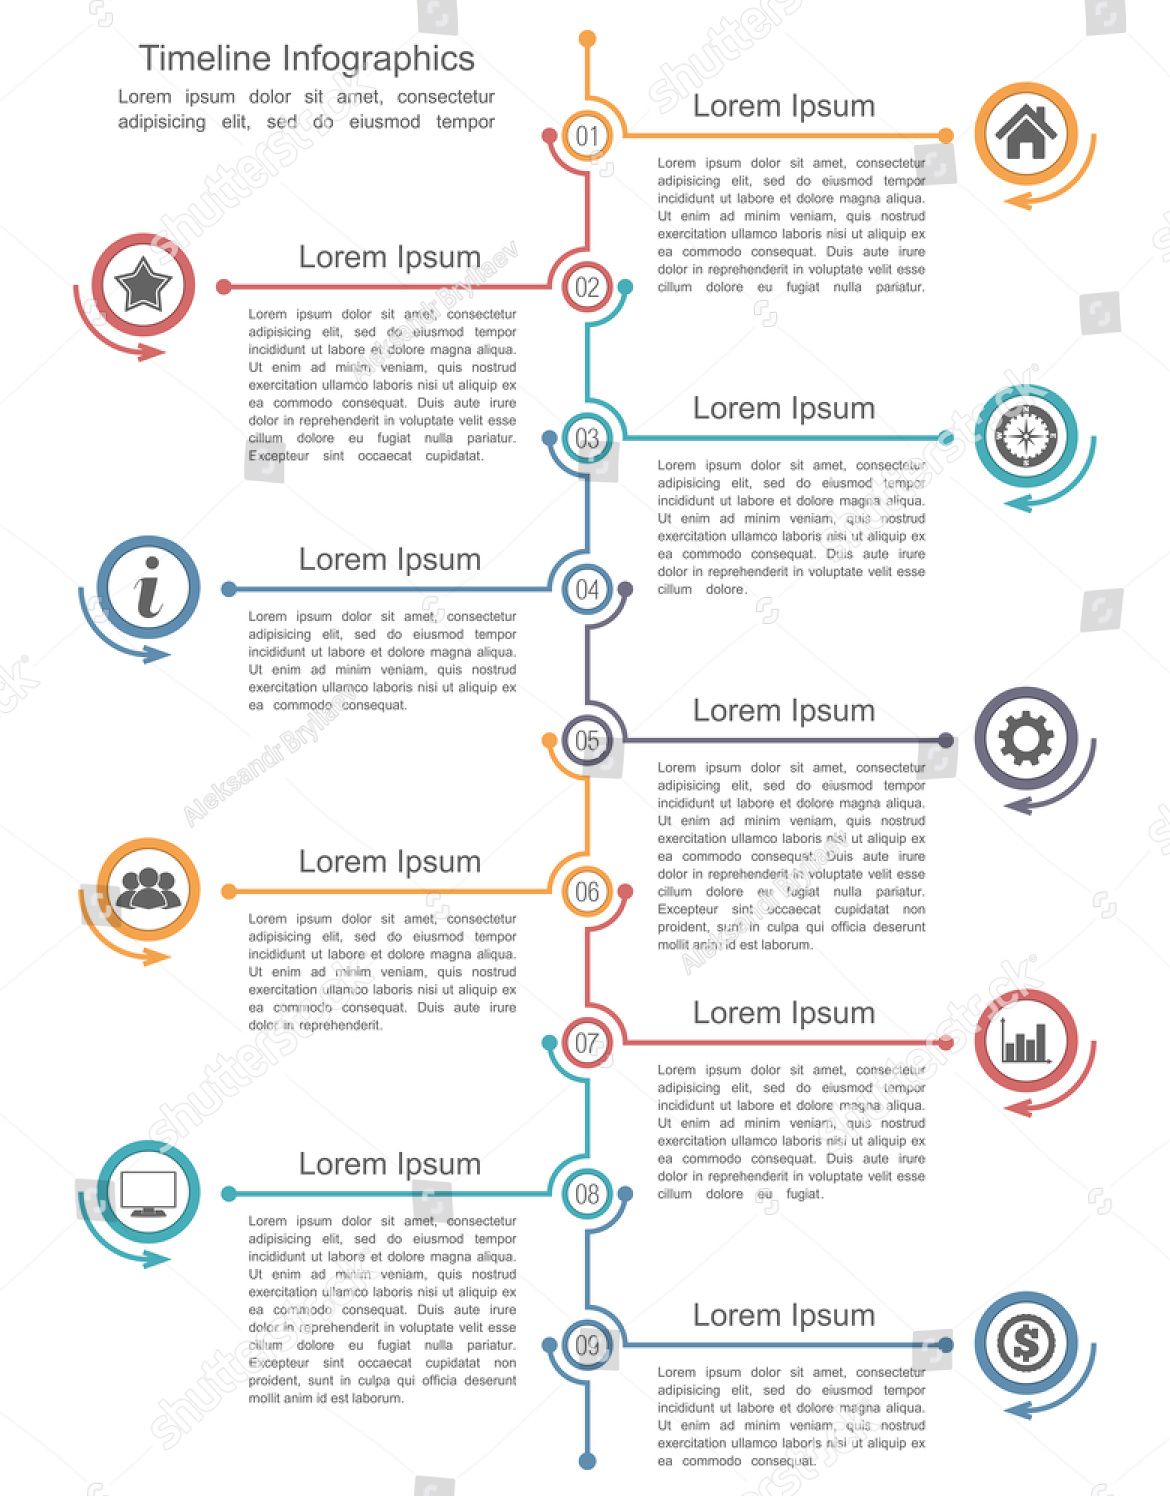 Timeline Infographics
Lorem ipsum dolor sit amet, consectetur
adipisicing elit, sed do eiusmod tempor
01
Lorem Ipsum
Lorem ipsum dolor sit amet, consectetur
adipisicing elit, sed do eiusmod tempor
incididunt ut labore et dolore magna aliqua.
Ut enim ad minim veniam, quis nostrud
exercitation ullamco laboris nisi ut aliquip
ea commodo consequat. Duis aute irure
dolor in reprehenderit in voluptate velit esse
cillum dolore eu fugiat nulla pariatur.
02
Lorem Ipsum
Lorem ipsum dolor sit amet, consectetur
adipisicing elit, sed do eiusmod tempor
incididunt ut labore et dolore magna aliqua.
Ut enim ad minim veniam, quis nostrud
exercitation ullamco laboris nisi ut aliquip ex
ea commodo consequat. Duis aute irure
dolor in reprehenderit in voluptate velit esse
cillum dolore eu fugiat nulla pariatur.
Excepteur sint occaecat cupidatat.
03
Lorem Ipsum
Lorem ipsum dolor sit amet, consectetur
adipisicing elit, sed do eiusmod tempor
incididunt ut labore et dolore magna aliqua.
Ut enim ad minim veniam, quis nostrud
exercitation ullamco laboris nisi ut aliquip ex
ea commodo consequat. Duis aute irure
dolor in reprehenderit in voluptate velit esse
cillum dolore.
04
Lorem Ipsum
Lorem ipsum dolor sit amet, consectetur
adipisicing elit, sed do eiusmod tempor
incididunt ut labore et dolore magna aliqua.
Ut enim ad minim veniam, quis nostrud
exercitation ullamco laboris nisi ut aliquip ex
ea commodo consequat.
05
Lorem Ipsum
Lorem ipsum dolor sit amet, consectetur
adipisicing elit, sed do eiusmod tempor
incididunt ut labore et dolore magna aliqua.
Ut enim ad minim veniam, quis nostrud
exercitation ullamco laboris nisi ut aliquip ex
ea commodo consequat. Duis aute irure
dolor in reprehenderit in voluptate velit esse
cillum dolore eu fugiat nulla pariatur.
Excepteur sint occaecat cupidatat non
proident, sunt in culpa qui officia deserunt
mollit anim id est laborum.
06
Lorem Ipsum
Lorem ipsum dolor sit amet, consectetur
adipisicing elit, sed do eiusmod tempor
incididunt ut labore et dolore magna aliqua.
Ut enim ad minim veniam, quis nostrud
exercitation ullamco laboris nisi ut aliquip ex
ea commodo consequat. Duis aute irure
dolor in reprehenderit.
07
Lorem Ipsum
Lorem ipsum dolor sit amet, consectetur
adipisicing elit, sed do eiusmod tempor
incididunt ut labore et dolore magna aliqua.
Ut enim ad minim veniam, quis nostrud
exercitation ullamco laboris nisi ut aliquip ex
ea commodo consequat. Duis aute irure
dolor in reprehenderit in voluptate velit esse
cillum dolore eu fugiat.
08
Lorem Ipsum
Lorem ipsum dolor sit amet, consectetur
adipisicing elit, sed do eiusmod tempor
incididunt ut labore et dolore magna aliqua.
Ut enim ad minim veniam, quis nostrud
exercitation ullamco laboris nisi ut aliquip ex
ea commodo consequat. Duis aute irure
dolor in reprehenderit in voluptate velit esse
cillum dolore eu fugiat nulla pariatur.
Excepteur sint occaecat cupidatat non
proident, sunt in culpa qui officia deserunt
mollit anim id est laborum.
09
Lorem Ipsum
Lorem ipsum dolor sit amet, consectetur
adipisicing elit, sed do eiusmod tempor
incididunt ut labore et dolore magna aliqua.
Ut enim ad minim veniam, quis nostrud
exercitation ullamco laboris nisi ut aliquip ex
ea commodo consequat.
$
shutterstock
Aleksandr Bryliaev